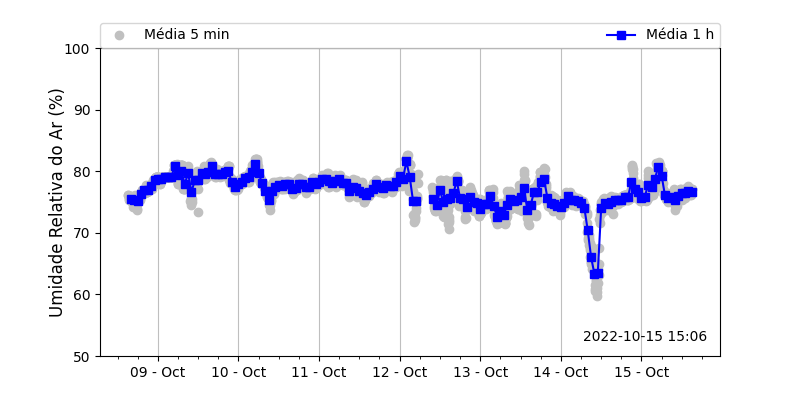 Média 5 min
Média 1 h
Umidade Relativa do Ar (%)
100
90
80
70
60
50
2022-10-15 15:06
09 - Oct
10 - Oct
11 - Oct
12 - Oct
13 - Oct
14 - Oct
15 - Oct